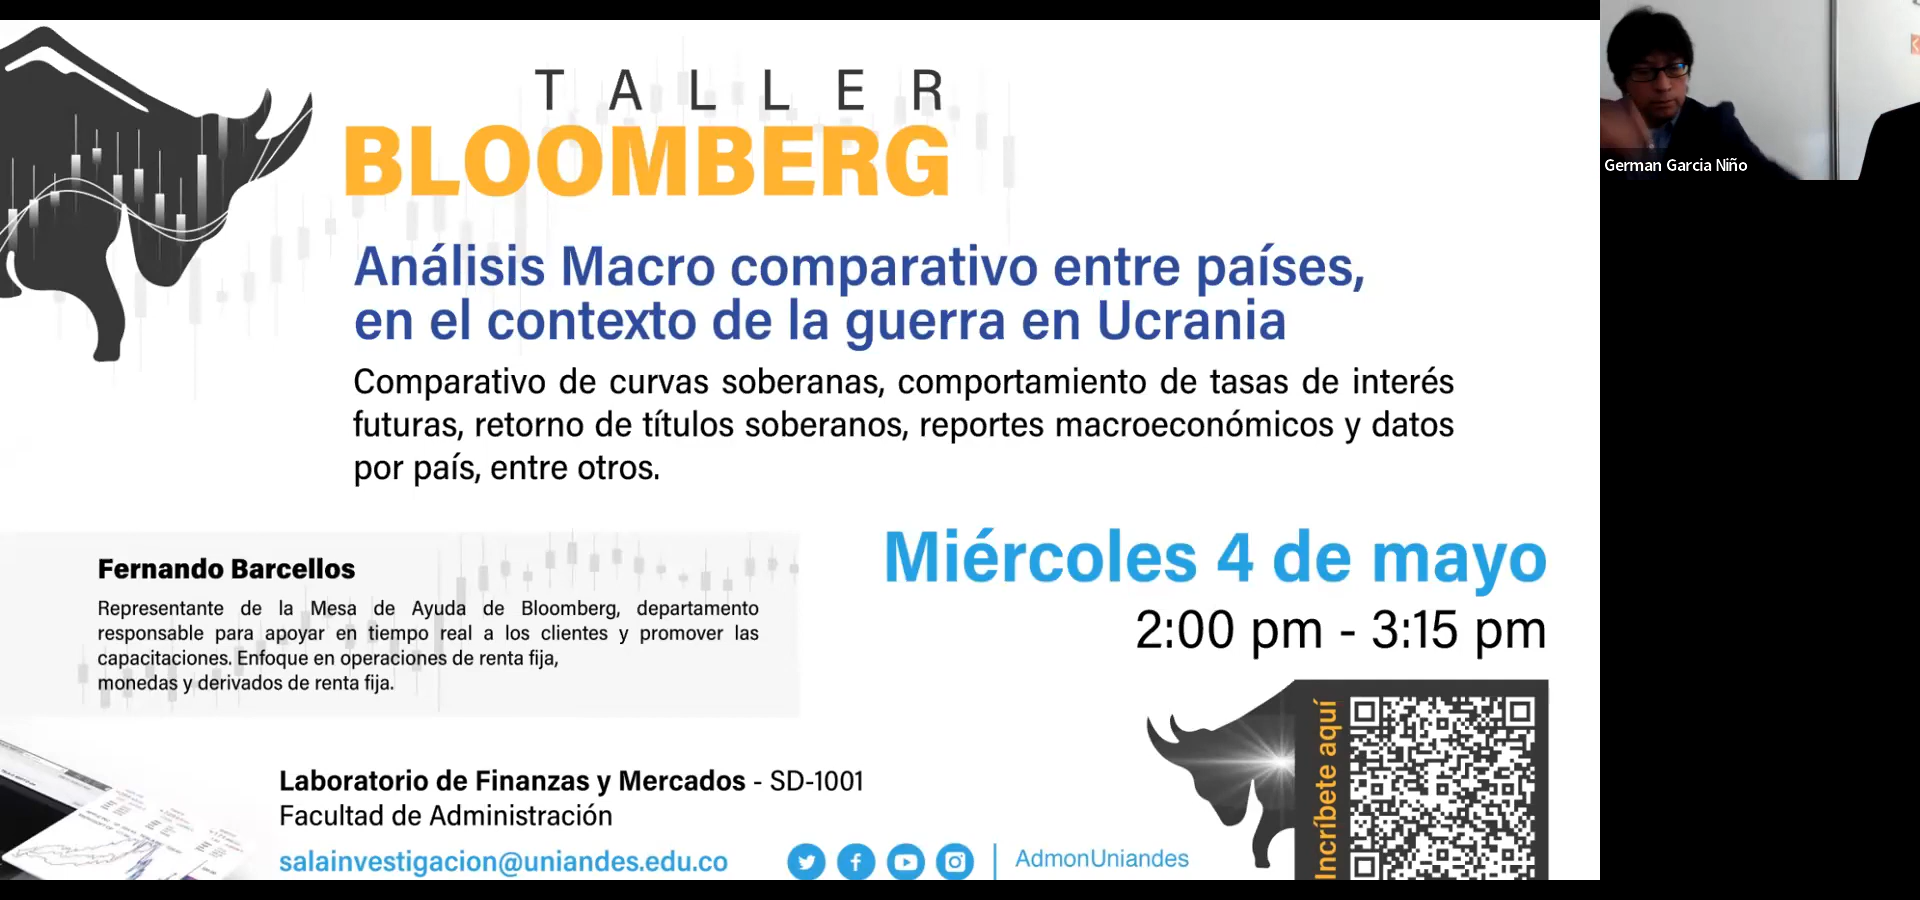 TALLER
BLOOMBERG
Análisis Macro comparativo entre países,
en el contexto de la guerra en Ucrania
Comparativo de curvas soberanas, comportamiento de tasas de interés
futuras, retorno de títulos soberanos, reportes macroeconómicos y datos
por país, entre otros.
Fernando Barcellos
Representante de la Mesa de Ayuda de Bloomberg, departamento
responsable para apoyar en tiempo real a los clientes y promover las
capacitaciones. Enfoque en operaciones de renta fija,
monedas y derivados de renta fija.
Miércoles 4 de mayo
2:00 pm - 3:15 pm
Incríbete aquí
Laboratorio de Finanzas y Mercados - SD-1001
Facultad de Administración
salainvestigacion@uniandes.edu.co
AdmonUniandes
German Garcia Niño